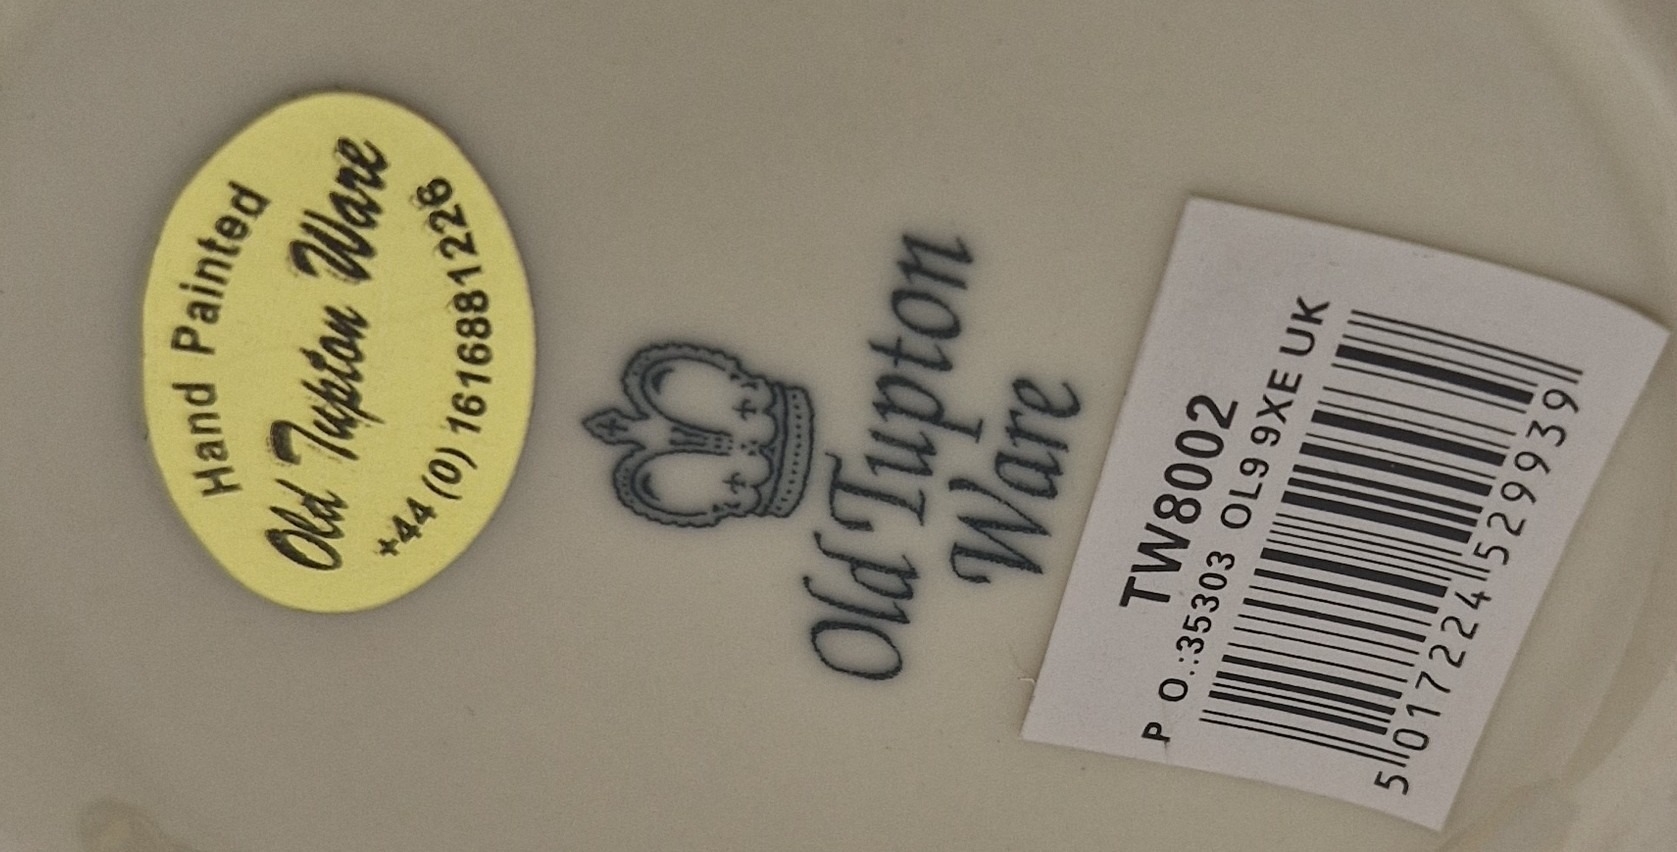 Hand Painted
Old Tupton Ware
*44 (0) 1616881226
Old Tupton
Ware
TW8002
P O.:35303 OL9 9XE UK
5 017224 529939